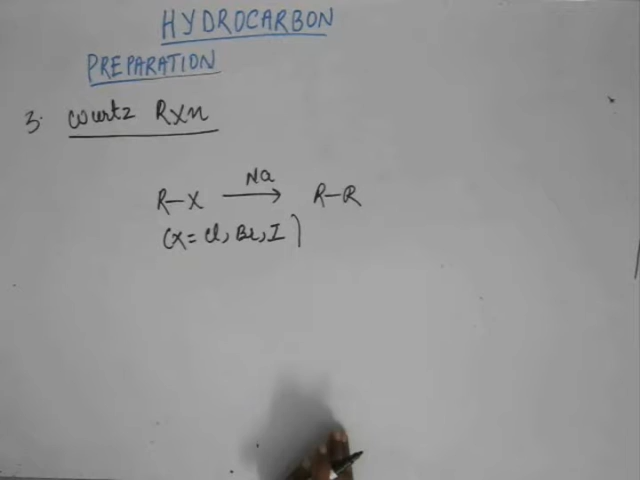 HYDROCARBON
PREPARATION
3. Wurtz Rxn
R-X Na → R-R
(X = Cl, Br, I)